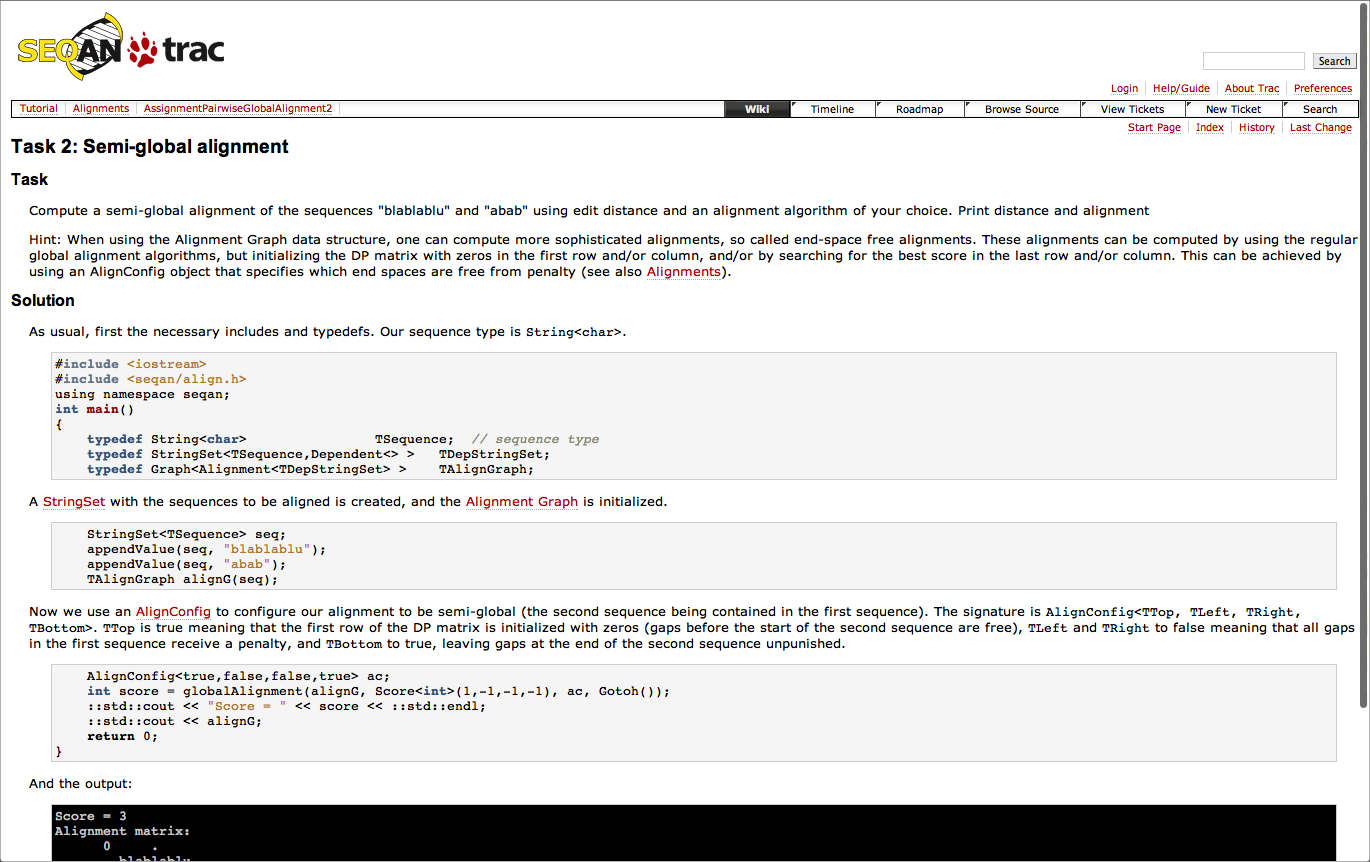 SEQAN trac
Search
Login Help/Guide About Trac Preferences
Tutorial Alignments AssignmentPairwiseGlobalAlignment2 Wiki Timeline Roadmap Browse Source View Tickets New Ticket Search
Start Page Index History Last Change
Task 2: Semi-global alignment
Task
Compute a semi-global alignment of the sequences "blablablu" and "abab" using edit distance and an alignment algorithm of your choice. Print distance and alignment
Hint: When using the Alignment Graph data structure, one can compute more sophisticated alignments, so called end-space free alignments. These alignments can be computed by using the regular
global alignment algorithms, but initializing the DP matrix with zeros in the first row and/or column, and/or by searching for the best score in the last row and/or column. This can be achieved by
using an AlignConfig object that specifies which end spaces are free from penalty (see also Alignments).
Solution
As usual, first the necessary includes and typedefs. Our sequence type is String<char>.
#include <iostream>
#include <seqan/align.h>
using namespace seqan;
int main()
{
typedef String<char> TSequence; // sequence type
typedef StringSet<TSequence,Dependent<> > TDepStringSet;
typedef Graph<Alignment<TDepStringSet> > TAlignGraph;
A StringSet with the sequences to be aligned is created, and the Alignment Graph is initialized.
StringSet<TSequence> seq;
appendValue(seq, "blablablu");
appendValue(seq, "abab");
TAlignGraph alignG(seq);
Now we use an AlignConfig to configure our alignment to be semi-global (the second sequence being contained in the first sequence). The signature is AlignConfig<TTop, TLeft, TRight,
TBottom>. TTop is true meaning that the first row of the DP matrix is initialized with zeros (gaps before the start of the second sequence are free), TLeft and TRight to false meaning that all gaps
in the first sequence receive a penalty, and TBottom to true, leaving gaps at the end of the second sequence unpunished.
AlignConfig<true,false,false,true> ac;
int score = globalAlignment(alignG, Score<int>(1,-1,-1,-1), ac, Gotoh());
::std::cout << "Score = " << score << ::std::endl;
::std::cout << alignG;
return 0;
}
And the output:
Score = 3
Alignment matrix:
0 .
blablablu